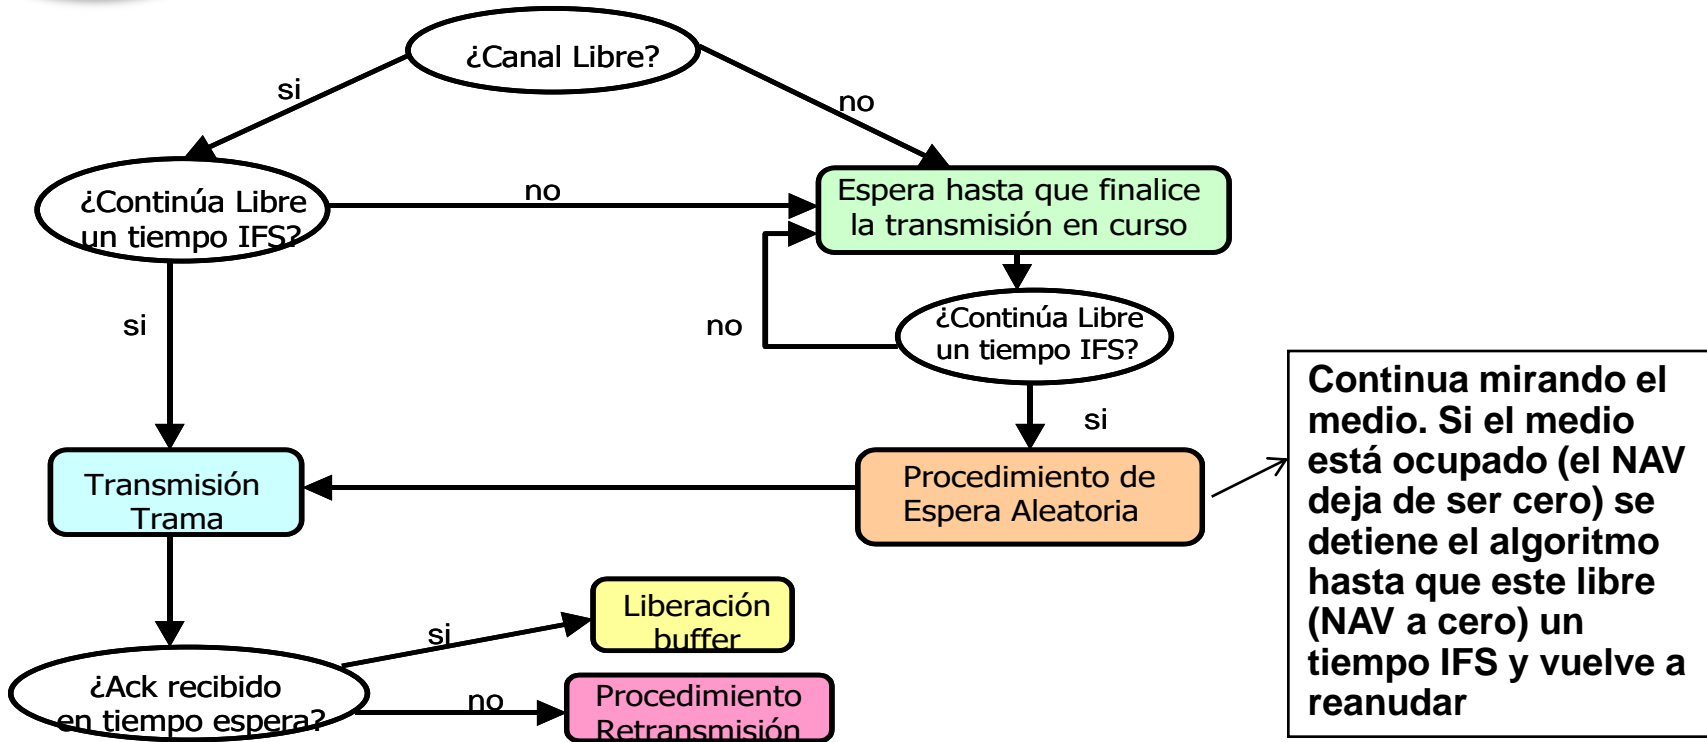 ¿Canal Libre?
si
no
¿Continúa Libre
un tiempo IFS?
no
Espera hasta que finalice
la transmisión en curso
si
no
¿Continúa Libre
un tiempo IFS?
si
Transmisión
Trama
Procedimiento de
Espera Aleatoria
Continua mirando el
medio. Si el medio
está ocupado (el NAV
deja de ser cero) se
detiene el algoritmo
hasta que este libre
(NAV a cero) un
tiempo IFS y vuelve a
reanudar
si
Liberación
buffer
¿Ack recibido
en tiempo espera?
no
Procedimiento
Retransmisión